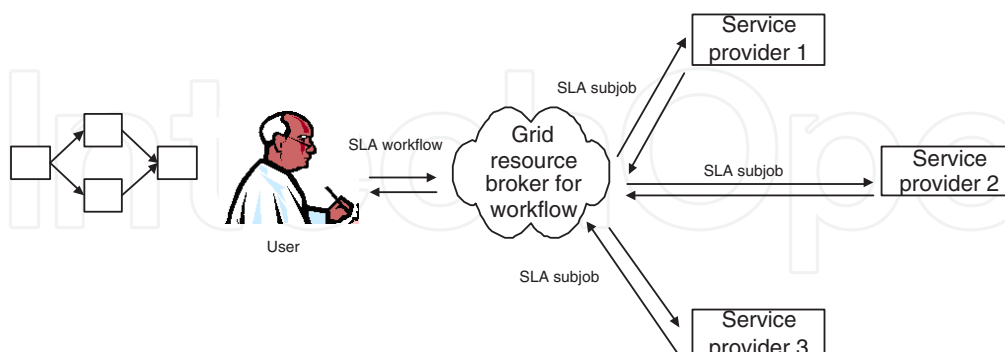 Service
provider 1
SLA subjob
Grid
resource
broker for
workflow
SLA workflow
SLA subjob
Service
provider 2
User
SLA subjob
Service
provider 3
IntechOpe